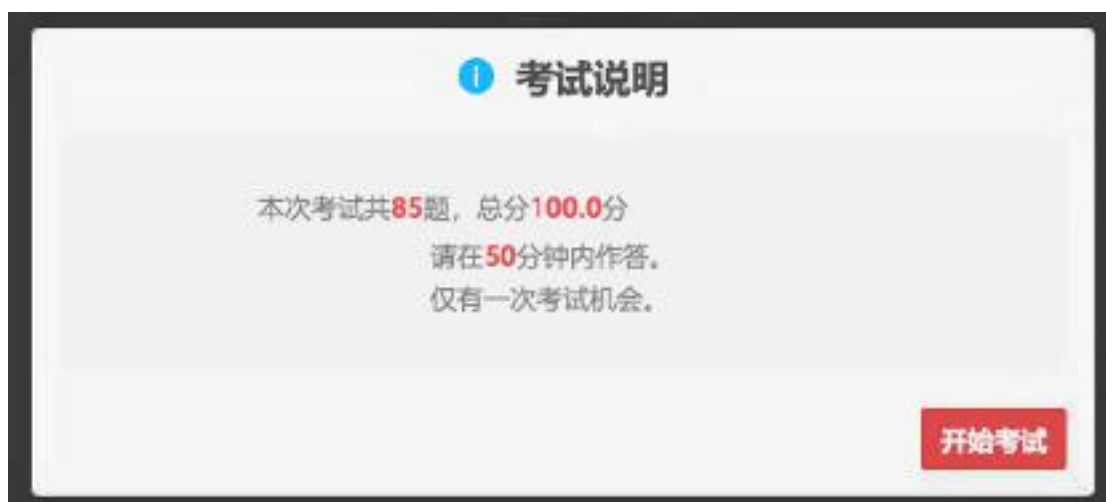 考试说明
本次考试共85题，总分100.0分
请在50分钟内作答。
仅有一次考试机会。
开始考试